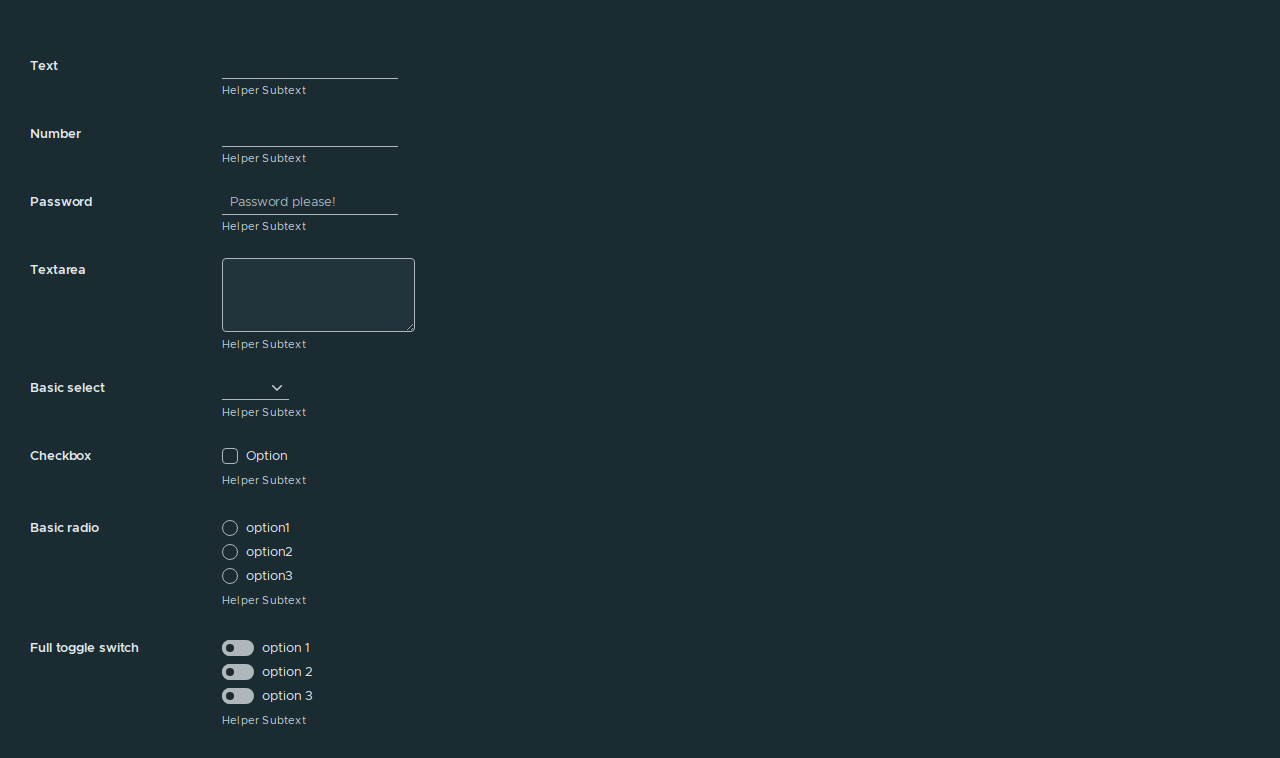 Text
Helper Subtext
Number
Helper Subtext
Password Password please!
Helper Subtext
Textarea
Helper Subtext
Basic select
Helper Subtext
Checkbox Option
Helper Subtext
Basic radio option1
option2
option3
Helper Subtext
Full toggle switch option 1
option 2
option 3
Helper Subtext